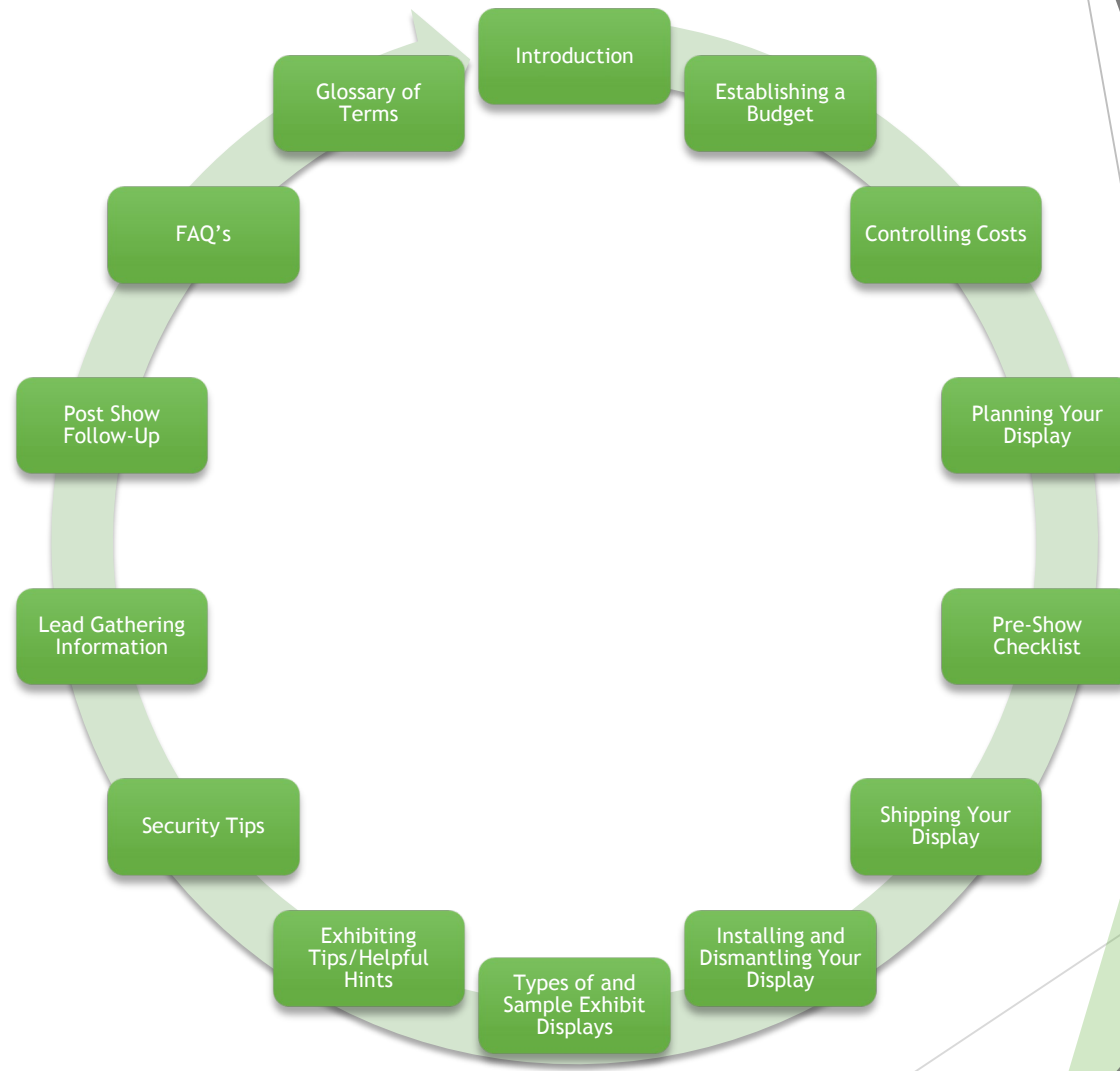 Introduction
Establishing a
Budget
Controlling Costs
Planning Your
Display
Pre-Show
Checklist
Shipping Your
Display
Installing and
Dismantling Your
Display
Types of and
Sample Exhibit
Displays
Exhibiting
Tips/Helpful
Hints
Security Tips
Lead Gathering
Information
Post Show
Follow-Up
FAQ’s
Glossary of
Terms